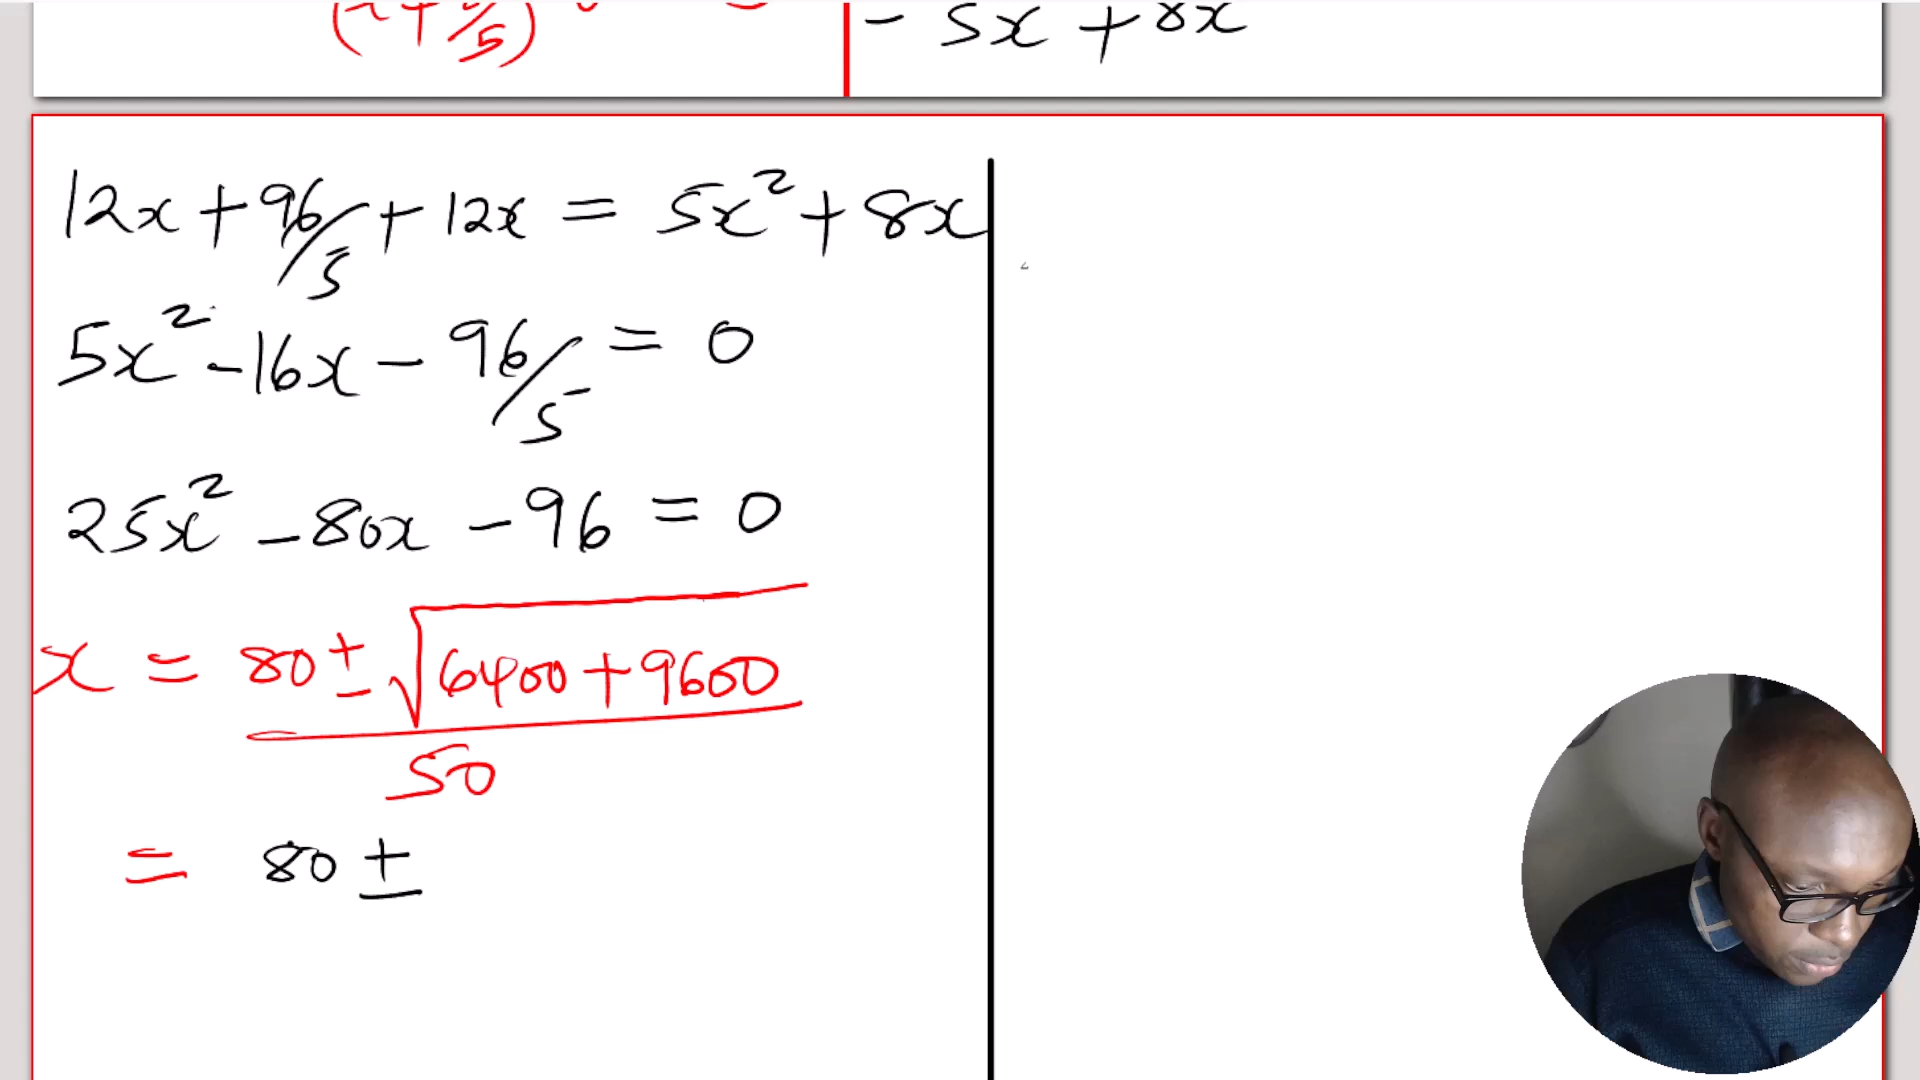 - 5x + 8x
12x + 96/5 + 12x = 5x² + 8x
5x² - 16x - 96/5 = 0
25x² - 80x - 96 = 0
x = 80 ± √6400 + 9600
50
= 80 ±